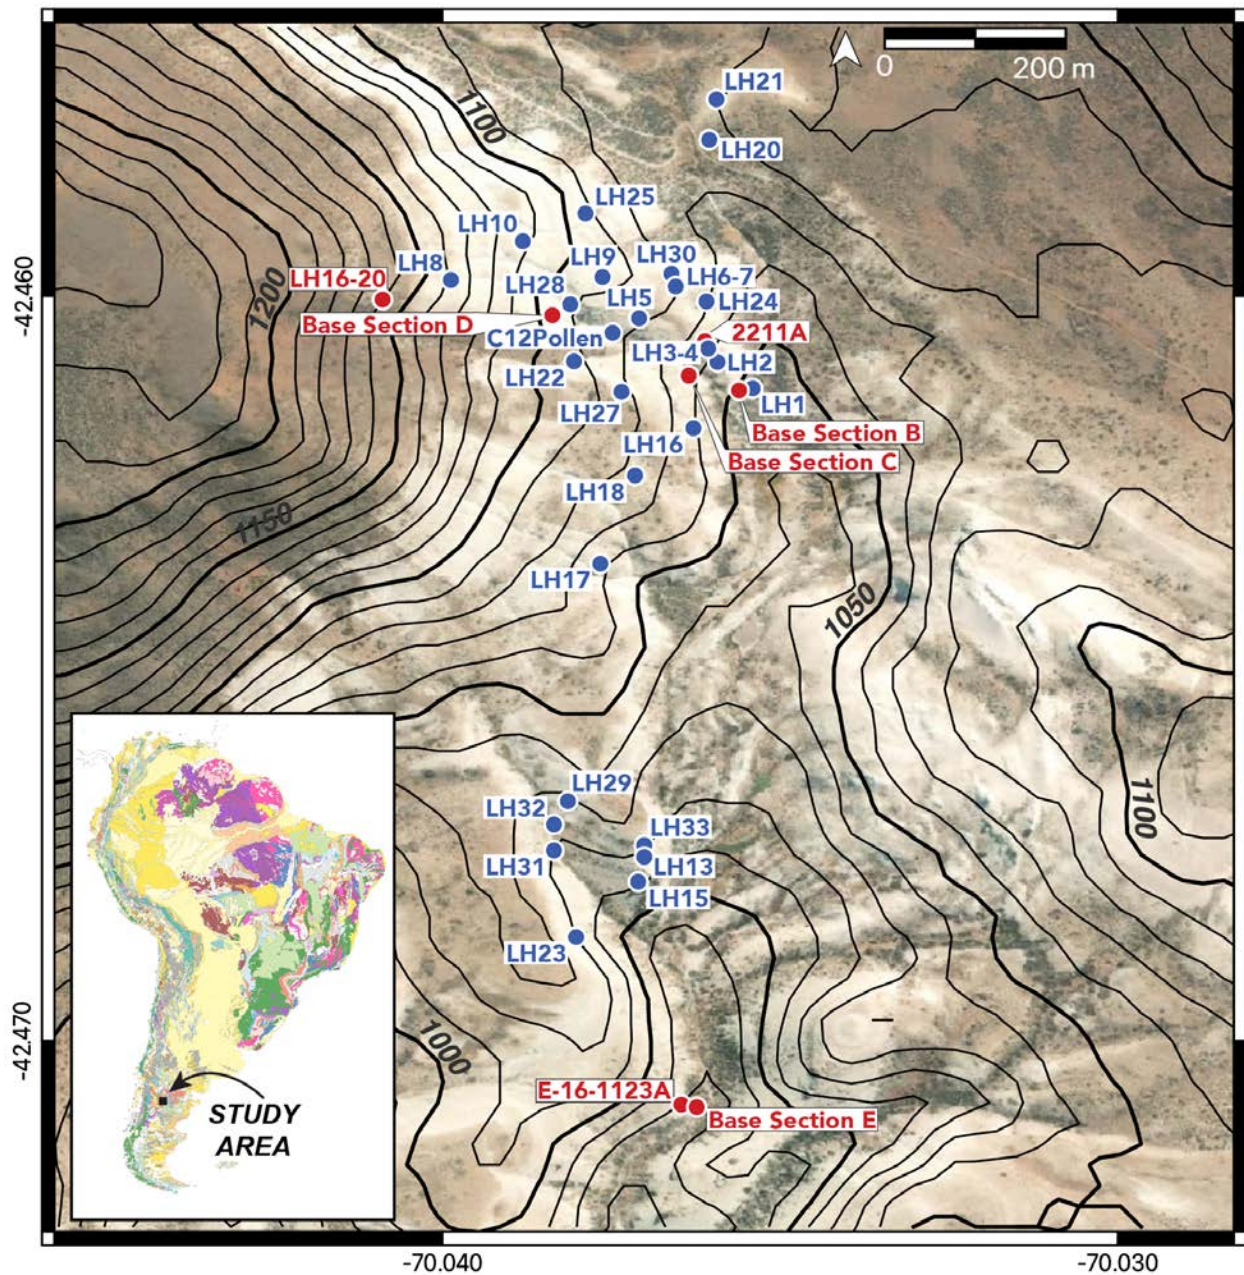 0 200 m
LH21
1100
LH20
LH25
LH10
LH9
LH30
LH8
LH6-7
LH16-20
LH28
LH5
LH24
-42.460
1200
Base Section D
2211A
C12Pollen
LH3-4
LH2
LH22
LH27
LH1
LH16
Base Section B
Base Section C
LH18
1150
LH17
1050
LH29
LH32
1100
LH33
LH31
LH13
LH15
LH23
-42.470
1000
E-16-1123A
Base Section E
STUDY
AREA
-70.040
-70.030